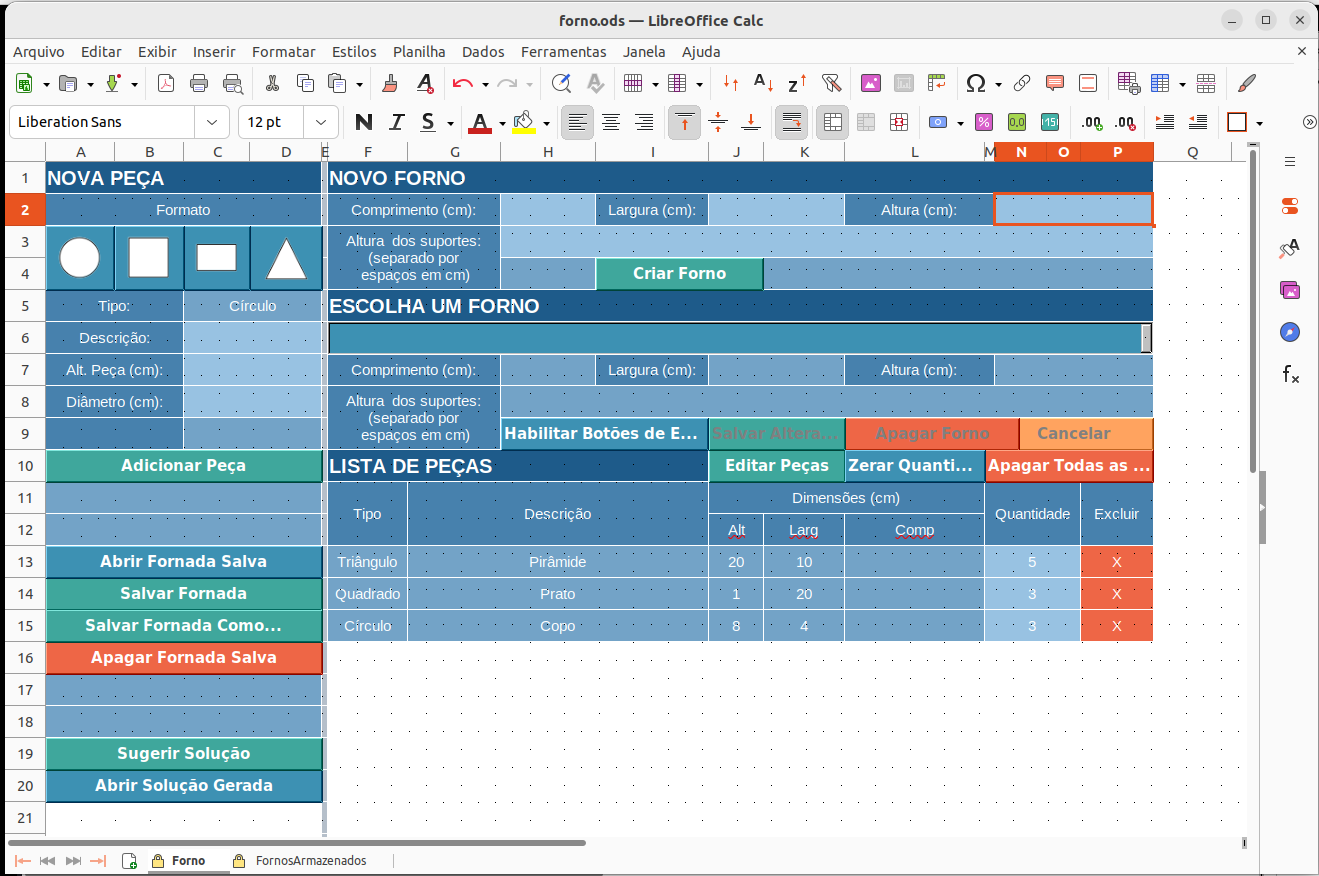 forno.ods — LibreOffice Calc
Arquivo Editar Exibir Inserir Formatar Estilos Planilha Dados Ferramentas Janela Ajuda
Liberation Sans 12 pt N I S A
A B C D E F G H I J K L M N O P Q
1 NOVA PEÇA NOVO FORNO
2 Formato Comprimento (cm): Largura (cm): Altura (cm):
3 Altura dos suportes:
(separado por
4 espaços em cm) Criar Forno
5 Tipo: Círculo ESCOLHA UM FORNO
6 Descrição:
7 Alt. Peça (cm): Comprimento (cm): Largura (cm): Altura (cm):
8 Diâmetro (cm): Altura dos suportes:
(separado por
9 espaços em cm) Habilitar Botões de E... Salvar Altera... Apagar Forno Cancelar
10 Adicionar Peça LISTA DE PEÇAS Editar Peças Zerar Quanti... Apagar Todas as ...
11 Dimensões (cm)
Tipo Descrição Quantidade Excluir
12 Alt Larg Comp
13 Abrir Fornada Salva Triângulo Pirâmide 20 10 5 X
14 Salvar Fornada Quadrado Prato 1 20 3 X
15 Salvar Fornada Como... Círculo Copo 8 4 3 X
16 Apagar Fornada Salva
17
18
19 Sugerir Solução
20 Abrir Solução Gerada
21
Forno FornosArmazenados